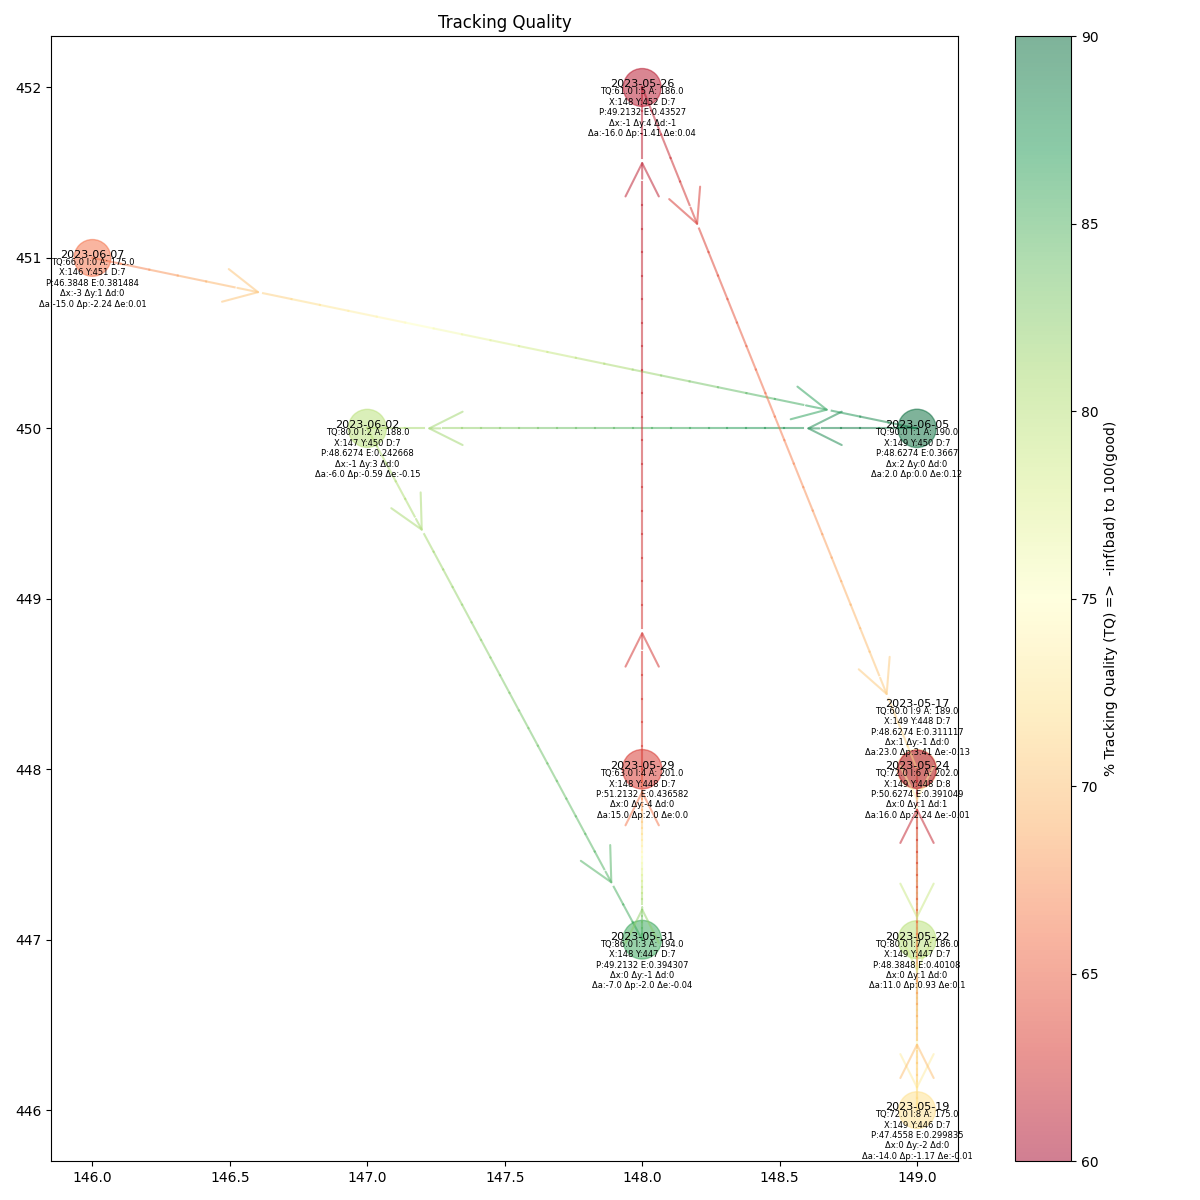 Tracking Quality
2023-05-26
TQ:61.0 I:5 A: 186.0
X:148 Y:452 D:7
P:49.2132 E:0.43527
Δx:-1 Δy:4 Δd:-1
Δa:-16.0 Δp:-1.41 Δe:0.04
2023-06-07
TQ:66.0 I:0 A: 175.0
X:146 Y:451 D:7
P:46.3848 E:0.381484
Δx:-3 Δy:1 Δd:0
Δa:-15.0 Δp:-2.24 Δe:0.01
2023-06-02
TQ:80.0 I:2 A: 188.0
X:147 Y:450 D:7
P:48.6274 E:0.242668
Δx:-1 Δy:3 Δd:0
Δa:-6.0 Δp:-0.59 Δe:-0.15
2023-06-05
TQ:90.0 I:1 A: 190.0
X:149 Y:450 D:7
P:48.6274 E:0.3667
Δx:2 Δy:0 Δd:0
Δa:2.0 Δp:0.0 Δe:0.12
2023-05-17
TQ:60.0 I:9 A: 189.0
X:149 Y:448 D:7
P:48.6274 E:0.311117
Δx:1 Δy:-1 Δd:0
Δa:23.0 Δp:3.41 Δe:-0.13
2023-05-29
TQ:63.0 I:4 A: 201.0
X:148 Y:448 D:7
P:51.2132 E:0.436582
Δx:0 Δy:-4 Δd:0
Δa:15.0 Δp:2.0 Δe:0.0
2023-05-24
TQ:72.0 I:6 A: 202.0
X:149 Y:448 D:8
P:50.6274 E:0.391049
Δx:0 Δy:1 Δd:1
Δa:16.0 Δp:2.24 Δe:-0.01
2023-05-31
TQ:86.0 I:3 A: 194.0
X:148 Y:447 D:7
P:49.2132 E:0.394307
Δx:0 Δy:-1 Δd:0
Δa:-7.0 Δp:-2.0 Δe:-0.04
2023-05-22
TQ:80.0 I:7 A: 186.0
X:149 Y:447 D:7
P:48.3848 E:0.40108
Δx:0 Δy:1 Δd:0
Δa:11.0 Δp:0.93 Δe:0.1
2023-05-19
TQ:72.0 I:8 A: 175.0
X:149 Y:446 D:7
P:47.4558 E:0.299835
Δx:0 Δy:-2 Δd:0
Δa:-14.0 Δp:-1.17 Δe:-0.01
452
451
450
449
448
447
446
146.0 146.5 147.0 147.5 148.0 148.5 149.0
90
85
80
75
70
65
60
% Tracking Quality (TQ) =>  -inf(bad) to 100(good)